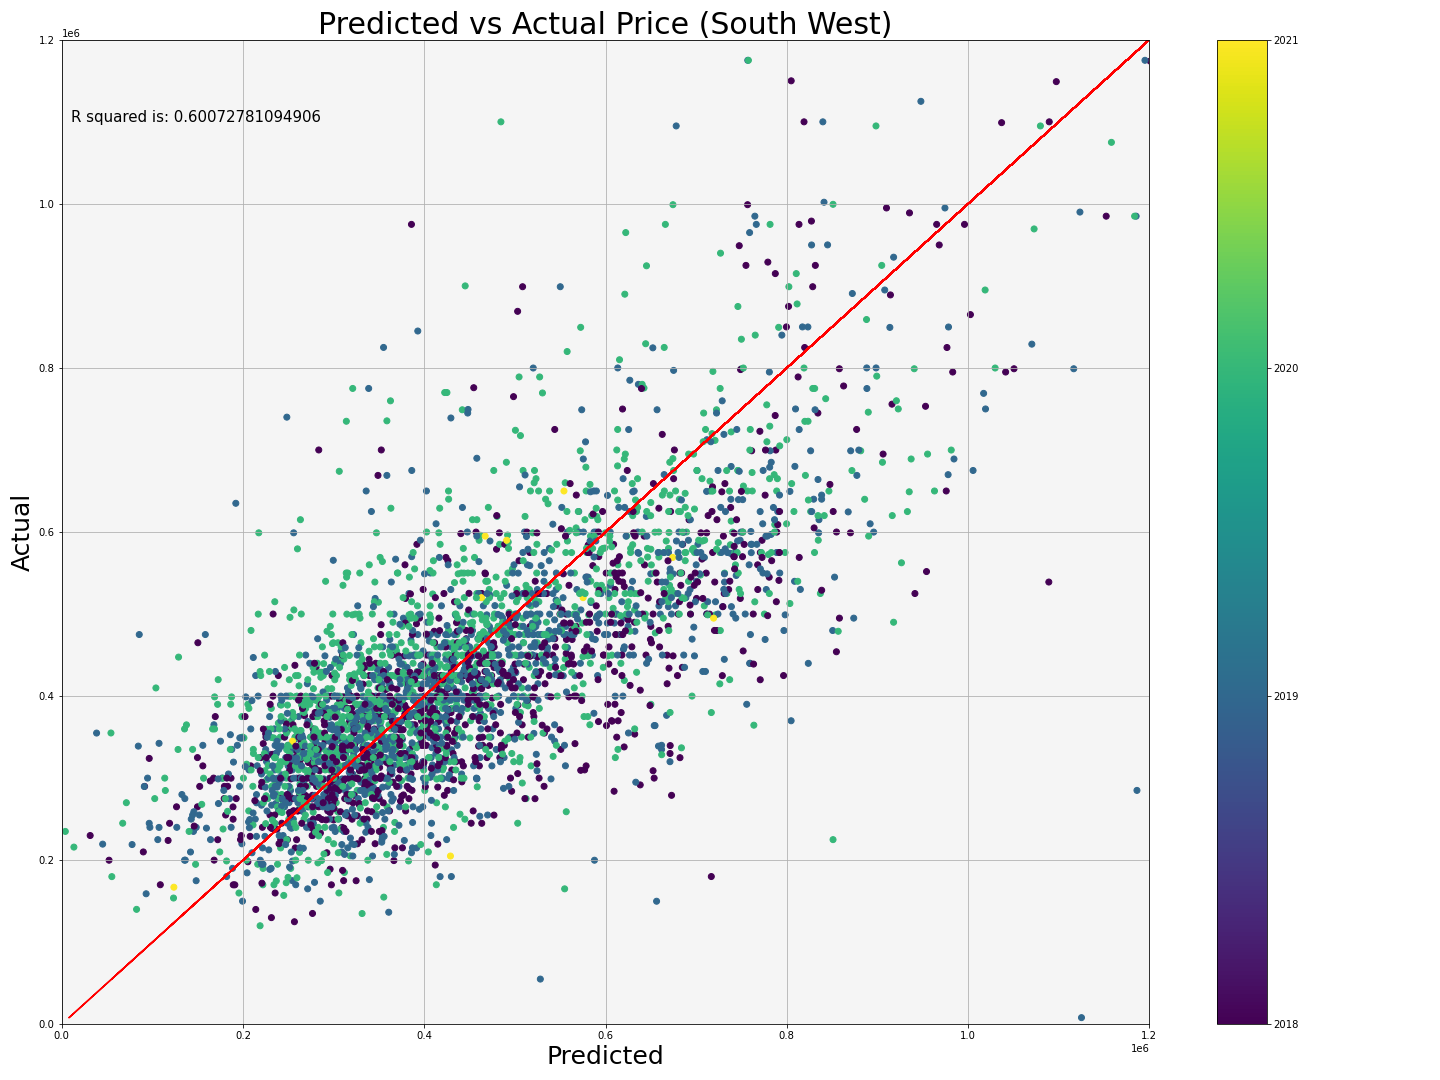 Predicted vs Actual Price (South West)
1e6
1.2
1.0
0.8
0.6
0.4
0.2
0.0
Actual
R squared is: 0.60072781094906
0.0 0.2 0.4 0.6 0.8 1.0 1.2
1e6
Predicted
2021
2020
2019
2018